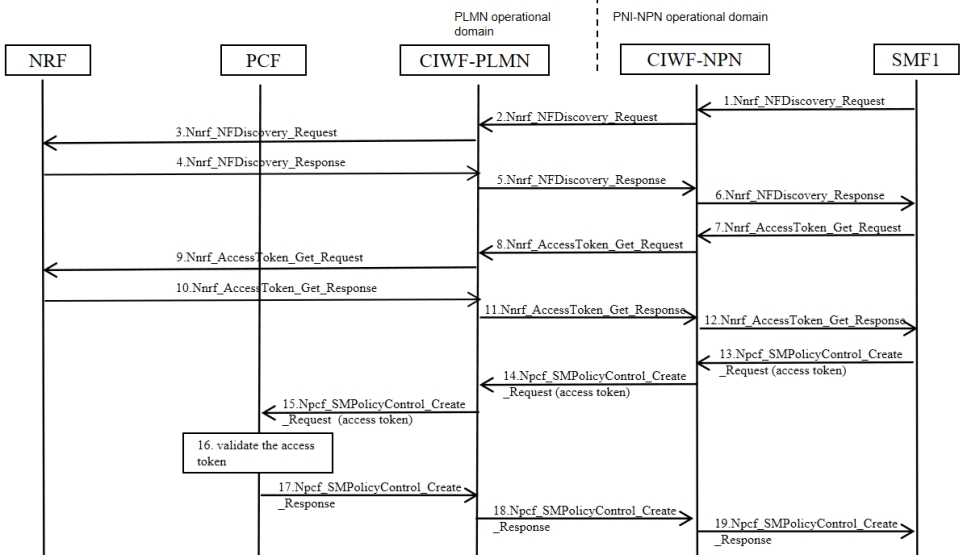 PLMN operational
domain
PNI-NPN operational domain
NRF
PCF
CIWF-PLMN
CIWF-NPN
SMF1
1.Nnrf_NFDiscovery_Request
2.Nnrf_NFDiscovery_Request
3.Nnrf_NFDiscovery_Request
4.Nnrf_NFDiscovery_Response
5.Nnrf_NFDiscovery_Response
6.Nnrf_NFDiscovery_Response
7.Nnrf_AccessToken_Get_Request
8.Nnrf_AccessToken_Get_Request
9.Nnrf_AccessToken_Get_Request
10.Nnrf_AccessToken_Get_Response
11.Nnrf_AccessToken_Get_Response
12.Nnrf_AccessToken_Get_Response
13.Npcf_SMPolicyControl_Create
_Request (access token)
14.Npcf_SMPolicyControl_Create
_Request (access token)
15.Npcf_SMPolicyControl_Create
_Request (access token)
16. validate the access
token
17.Npcf_SMPolicyControl_Create
_Response
18.Npcf_SMPolicyControl_Create
_Response
19.Npcf_SMPolicyControl_Create
_Response